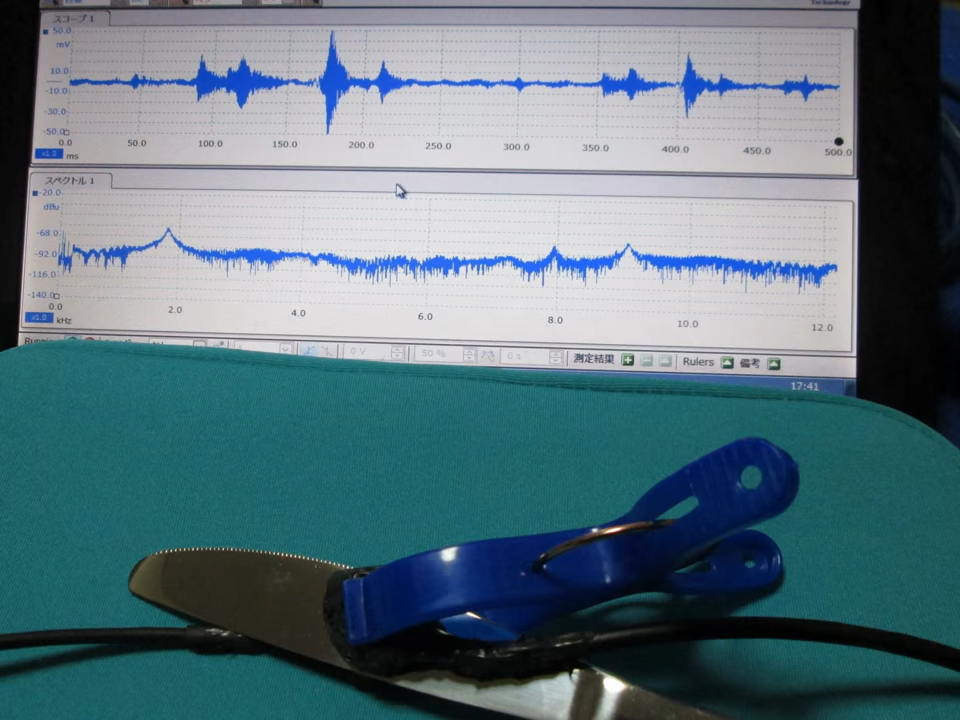 Technology
スコープ 1
50.0
mV
10.0
-10.0
-30.0
-50.0
0.0 50.0 100.0 150.0 200.0 250.0 300.0 350.0 400.0 450.0 500.0
x1.0 ms
スペクトル 1
-20.0
dBu
-68.0
-92.0
-116.0
-140.0
0.0 2.0 4.0 6.0 8.0 10.0 12.0
x1.0 kHz
0 V 50 % 0 s 測定結果 Rulers 備考
17:41